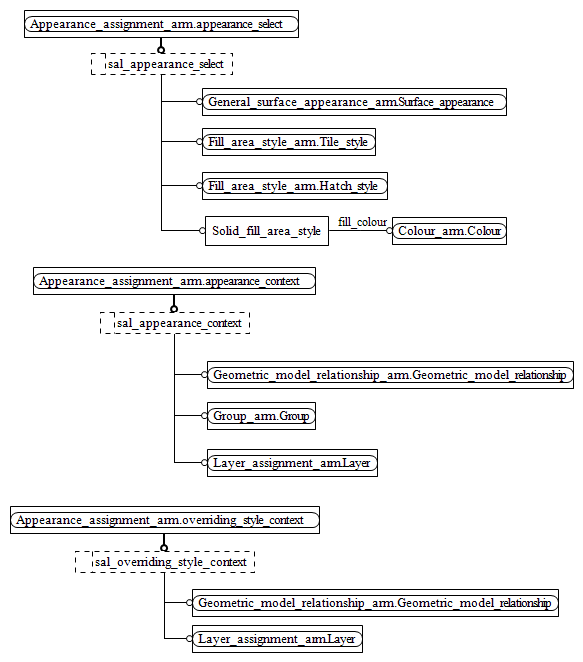 Appearance_assignment_arm.appearance_select
sal_appearance_select
General_surface_appearance_arm.Surface_appearance
Fill_area_style_arm.Tile_style
Fill_area_style_arm.Hatch_style
Solid_fill_area_style
fill_colour
Colour_arm.Colour
Appearance_assignment_arm.appearance_context
sal_appearance_context
Geometric_model_relationship_arm.Geometric_model_relationship
Group_arm.Group
Layer_assignment_arm.Layer
Appearance_assignment_arm.overriding_style_context
sal_overriding_style_context
Geometric_model_relationship_arm.Geometric_model_relationship
Layer_assignment_arm.Layer